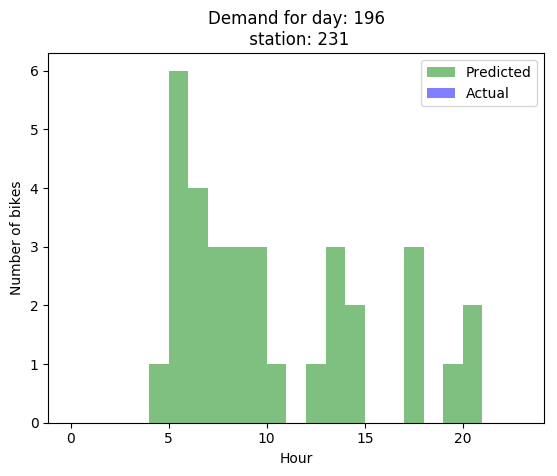 Demand for day: 196
station: 231
Predicted
Actual
Number of bikes
6
5
4
3
2
1
0
0
5
10
15
20
Hour